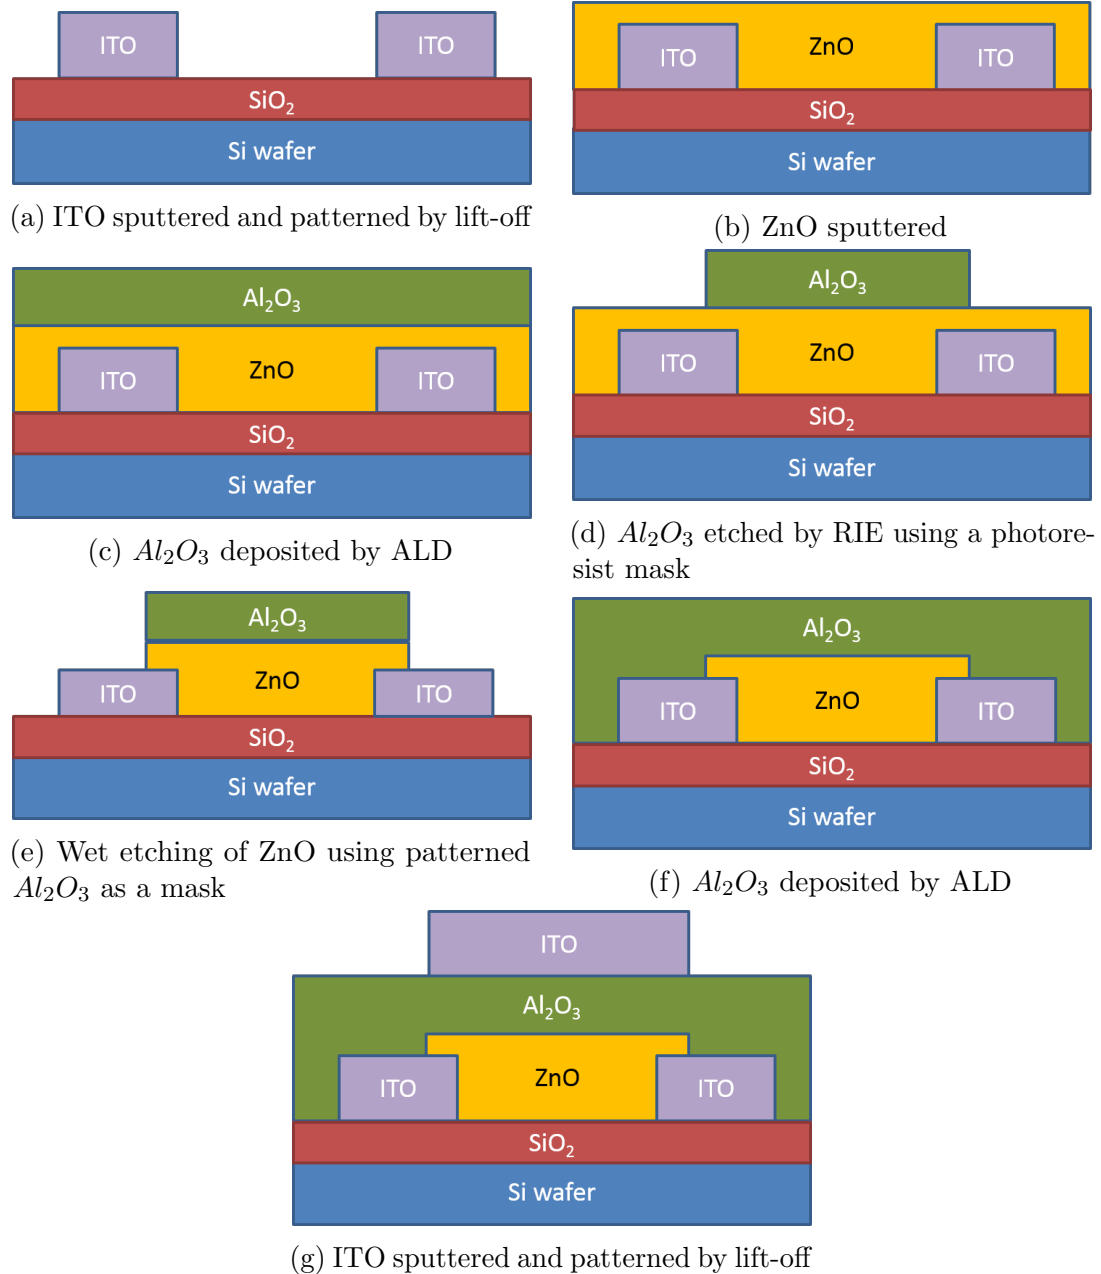 ITO ITO
SiO₂
Si wafer
(a) ITO sputtered and patterned by lift-off
ITO ZnO ITO
SiO₂
Si wafer
(b) ZnO sputtered
Al₂O₃
ITO ZnO ITO
SiO₂
Si wafer
(c) Al₂O₃ deposited by ALD
Al₂O₃
ITO ZnO ITO
SiO₂
Si wafer
(d) Al₂O₃ etched by RIE using a photore-
sist mask
Al₂O₃
ITO ZnO ITO
SiO₂
Si wafer
(e) Wet etching of ZnO using patterned
Al₂O₃ as a mask
Al₂O₃
ITO ZnO ITO
SiO₂
Si wafer
(f) Al₂O₃ deposited by ALD
ITO
Al₂O₃
ITO ZnO ITO
SiO₂
Si wafer
(g) ITO sputtered and patterned by lift-off